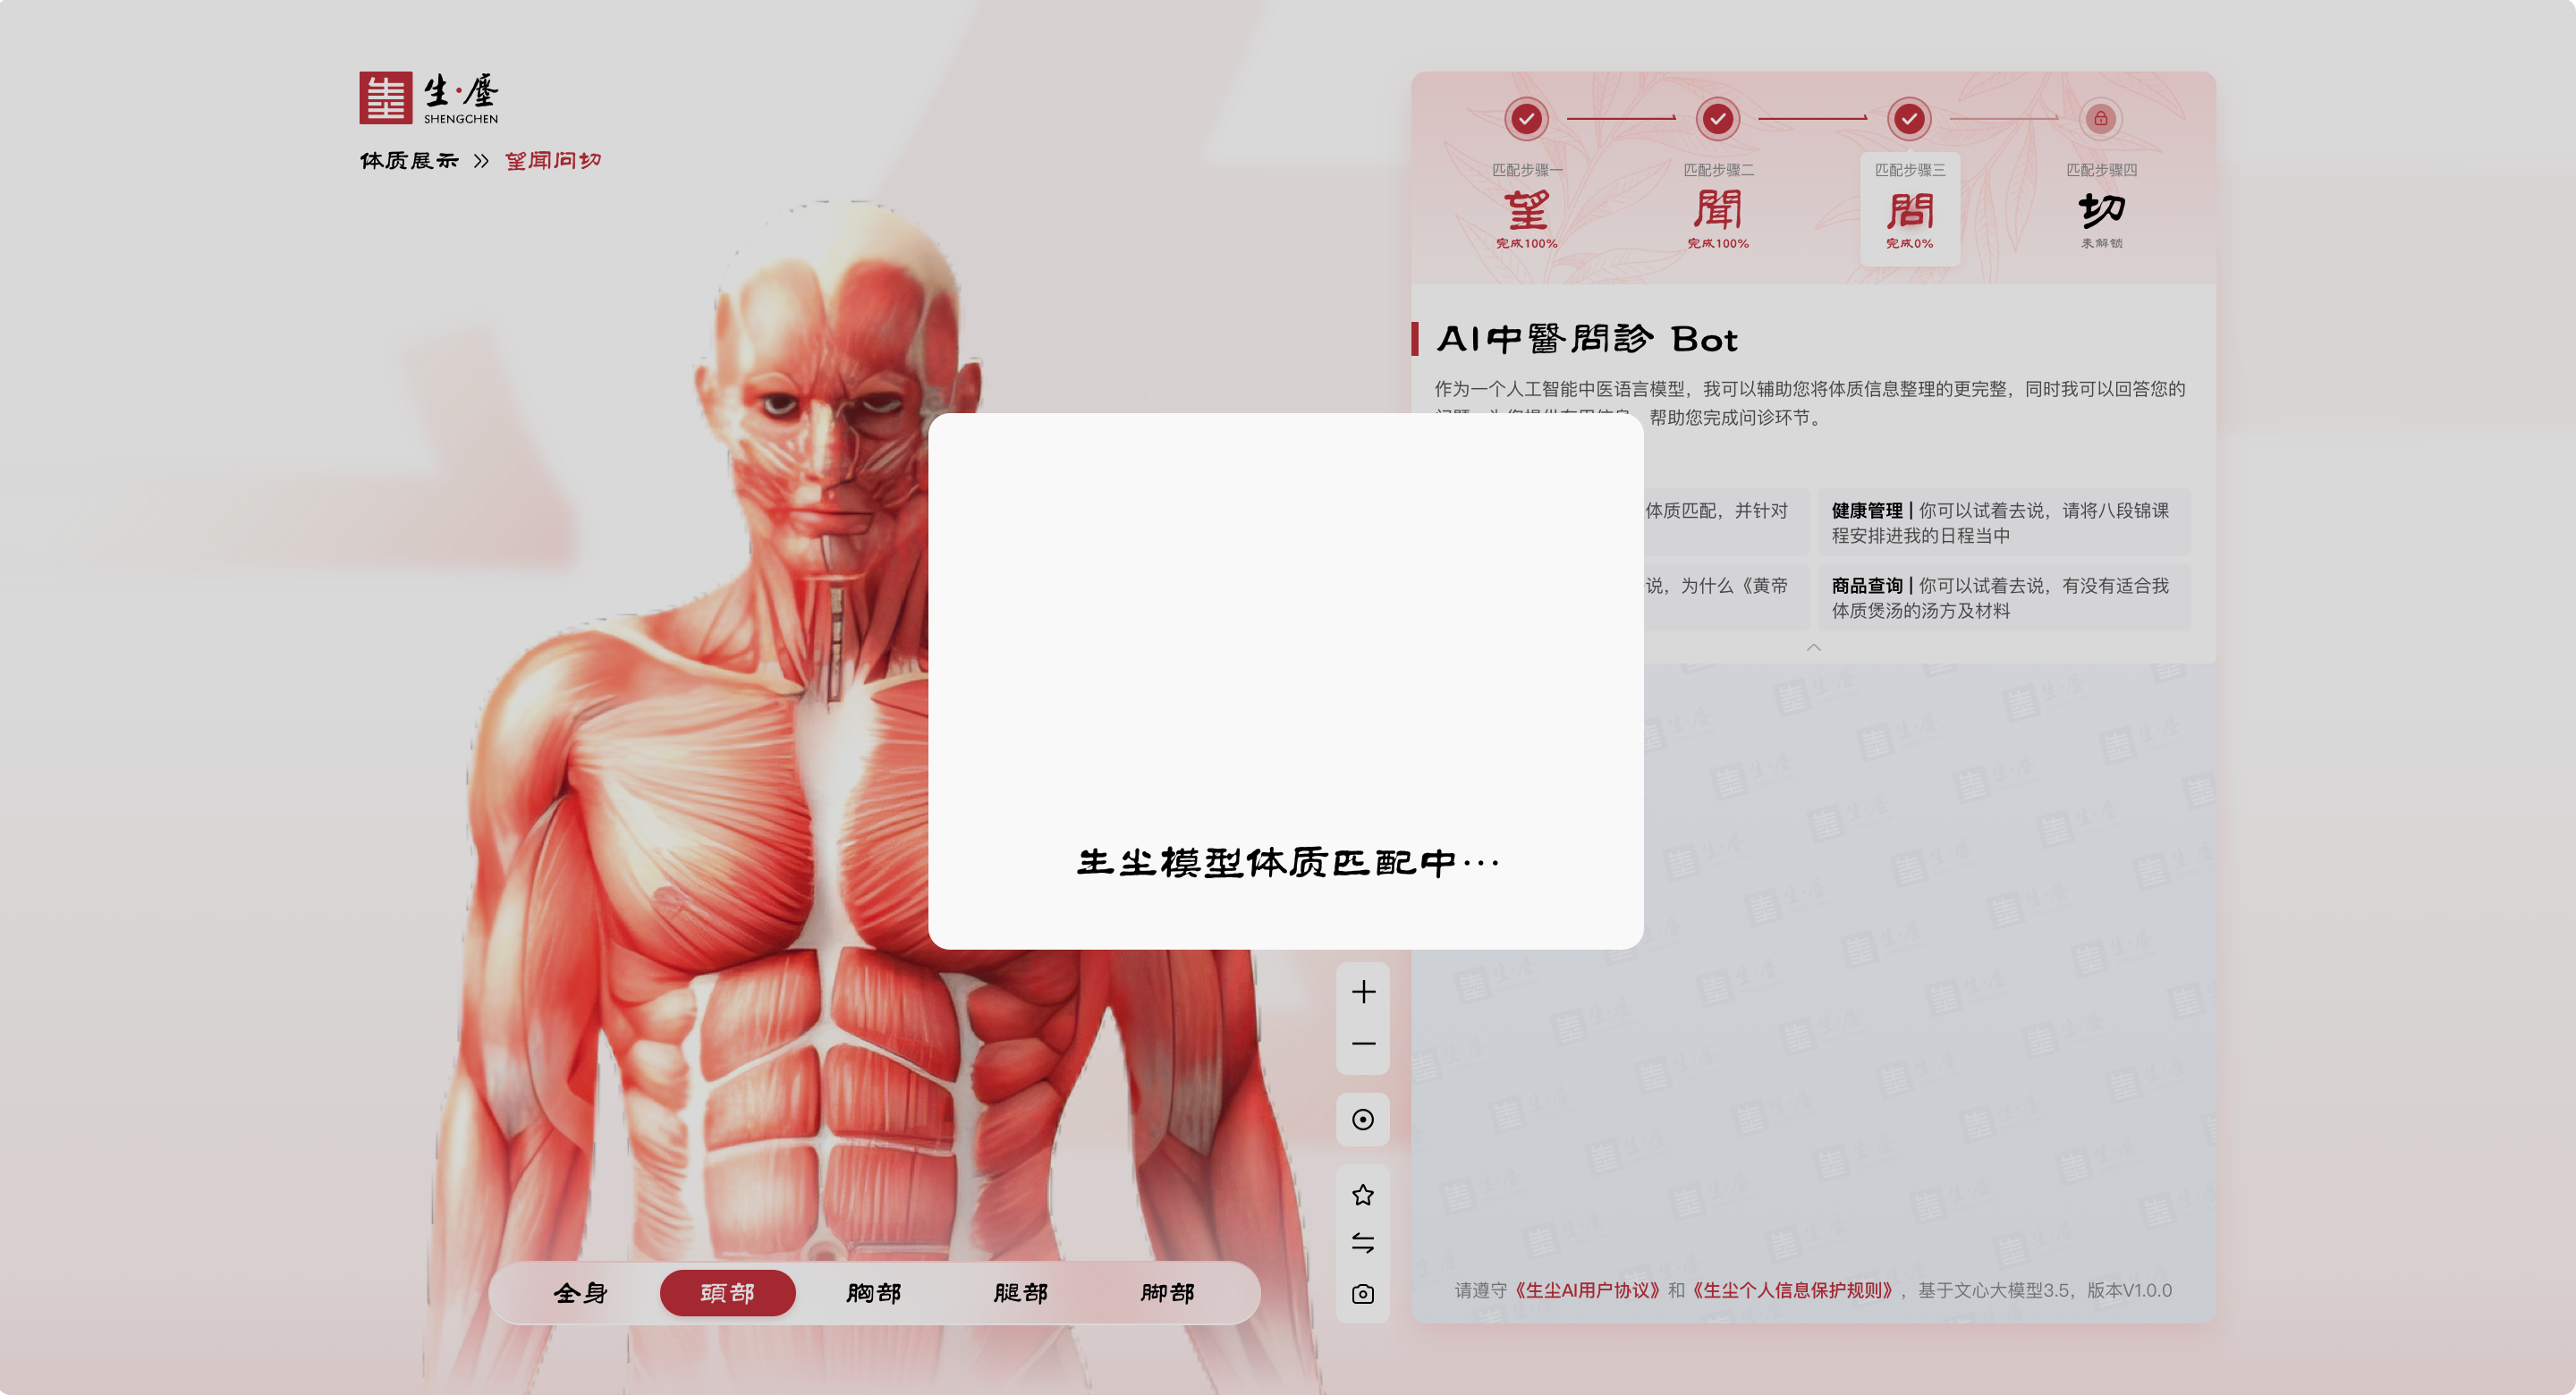 生·塵
SHENGCHEN
体质展示 >> 望闻问切
匹配步骤一
望
完成100%
匹配步骤二
聞
完成100%
匹配步骤三
問
完成0%
匹配步骤四
切
未解锁
AI中醫問診 Bot
作为一个人工智能中医语言模型，我可以辅助您将体质信息整理的更完整，同时我可以回答您的
帮助您完成问诊环节。
体质匹配，并针对
健康管理 | 你可以试着去说，请将八段锦课
程安排进我的日程当中
说，为什么《黄帝
商品查询 | 你可以试着去说，有没有适合我
体质煲汤的汤方及材料
生尘模型体质匹配中···
全身
頭部
胸部
腿部
脚部
请遵守《生尘AI用户协议》和《生尘个人信息保护规则》，基于文心大模型3.5，版本V1.0.0